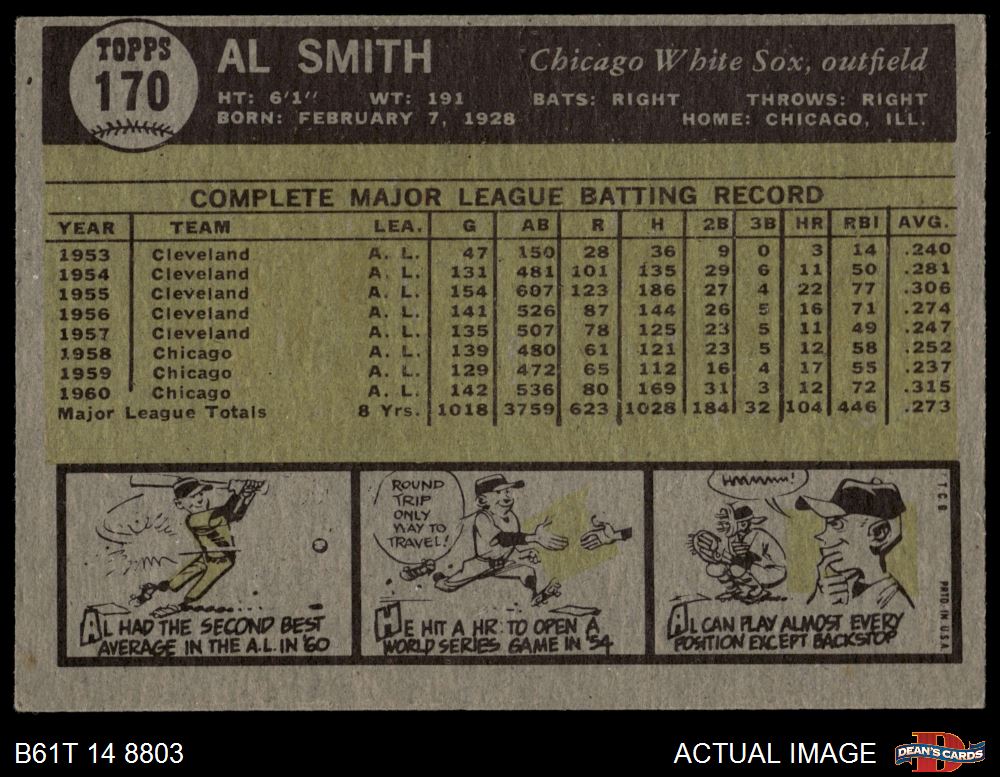 TOPPS
170
AL SMITH
Chicago White Sox, outfield
HT: 6'1" WT: 191 BATS: RIGHT THROWS: RIGHT
BORN: FEBRUARY 7, 1928 HOME: CHICAGO, ILL.
COMPLETE MAJOR LEAGUE BATTING RECORD
YEAR TEAM LEA. G AB R H 2B 3B HR RBI AVG.
1953 Cleveland A. L. 47 150 28 36 9 0 3 14 .240
1954 Cleveland A. L. 131 481 101 135 29 6 11 50 .281
1955 Cleveland A. L. 154 607 123 186 27 4 22 77 .306
1956 Cleveland A. L. 141 526 87 144 26 5 16 71 .274
1957 Cleveland A. L. 135 507 78 125 23 5 11 49 .247
1958 Chicago A. L. 139 480 61 121 23 5 12 58 .252
1959 Chicago A. L. 129 472 65 112 16 4 17 55 .237
1960 Chicago A. L. 142 536 80 169 31 3 12 72 .315
Major League Totals 8 Yrs. 1018 3759 623 1028 184 32 104 446 .273
AL HAD THE SECOND BEST
AVERAGE IN THE A.L. IN '60
ROUND
TRIP
ONLY
WAY TO
TRAVEL!
HE HIT A HR. TO OPEN A
WORLD SERIES GAME IN '54
HMMMM!
AL CAN PLAY ALMOST EVERY
POSITION EXCEPT BACKSTOP
T.C.G.
PRTD. IN U.S.A.
B61T 14 8803
ACTUAL IMAGE
D
DEAN'S CARDS